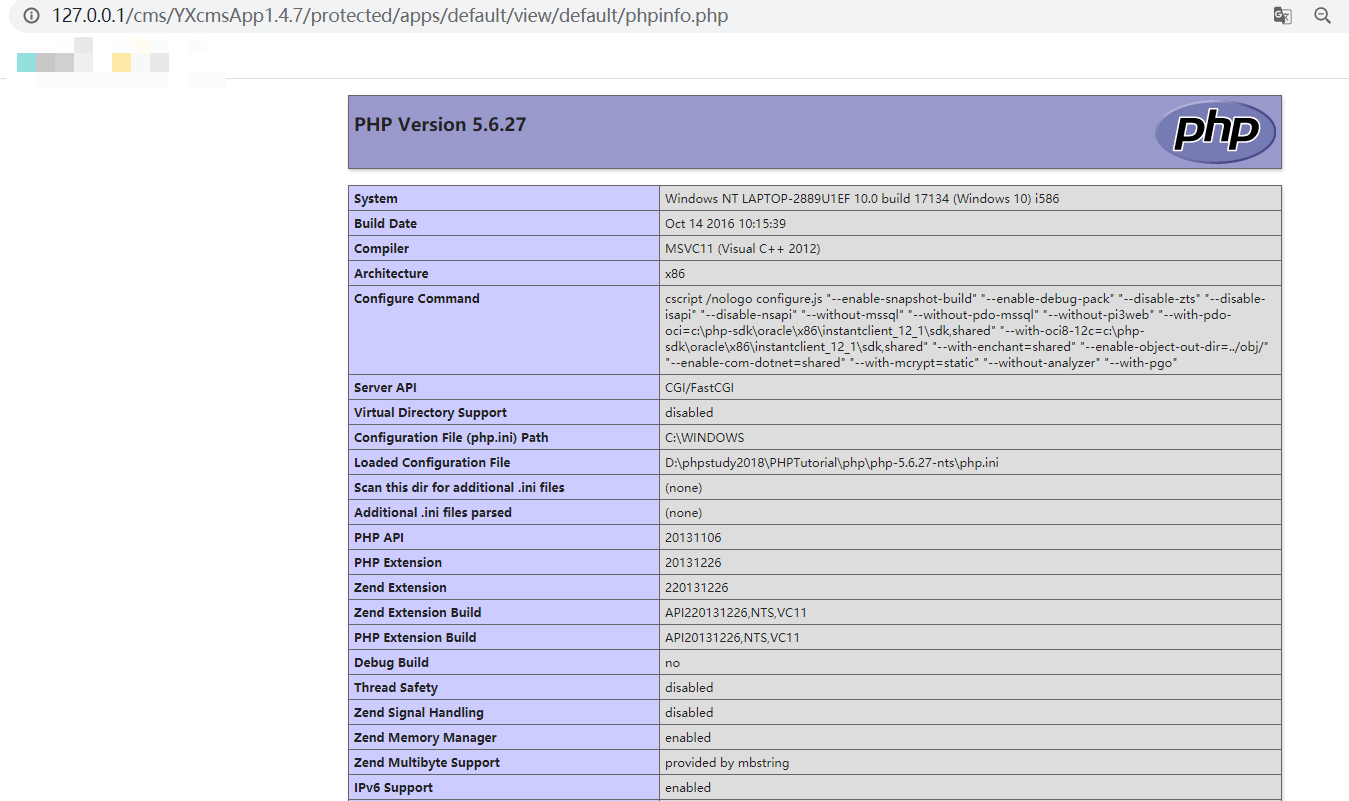 127.0.0.1/cms/YXcmsApp1.4.7/protected/apps/default/view/default/phpinfo.php
PHP Version 5.6.27
php
System Windows NT LAPTOP-2889U1EF 10.0 build 17134 (Windows 10) i586
Build Date Oct 14 2016 10:15:39
Compiler MSVC11 (Visual C++ 2012)
Architecture x86
Configure Command cscript /nologo configure.js "--enable-snapshot-build" "--enable-debug-pack" "--disable-zts" "--disable-
isapi" "--disable-nsapi" "--without-mssql" "--without-pdo-mssql" "--without-pi3web" "--with-pdo-
oci=c:\php-sdk\oracle\x86\instantclient_12_1\sdk,shared" "--with-oci8-12c=c:\php-
sdk\oracle\x86\instantclient_12_1\sdk,shared" "--with-enchant=shared" "--enable-object-out-dir=../obj/"
"--enable-com-dotnet=shared" "--with-mcrypt=static" "--without-analyzer" "--with-pgo"
Server API CGI/FastCGI
Virtual Directory Support disabled
Configuration File (php.ini) Path C:\WINDOWS
Loaded Configuration File D:\phpstudy2018\PHPTutorial\php\php-5.6.27-nts\php.ini
Scan this dir for additional .ini files (none)
Additional .ini files parsed (none)
PHP API 20131106
PHP Extension 20131226
Zend Extension 220131226
Zend Extension Build API220131226,NTS,VC11
PHP Extension Build API20131226,NTS,VC11
Debug Build no
Thread Safety disabled
Zend Signal Handling disabled
Zend Memory Manager enabled
Zend Multibyte Support provided by mbstring
IPv6 Support enabled